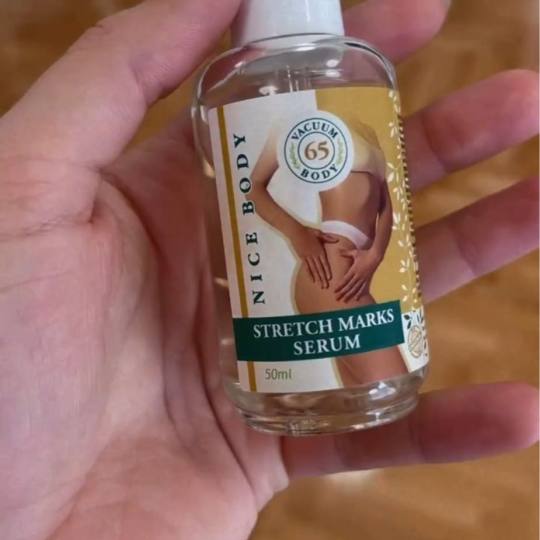 VACUUM
65
BODY
NICE BODY
STRETCH MARKS
SERUM
50ml